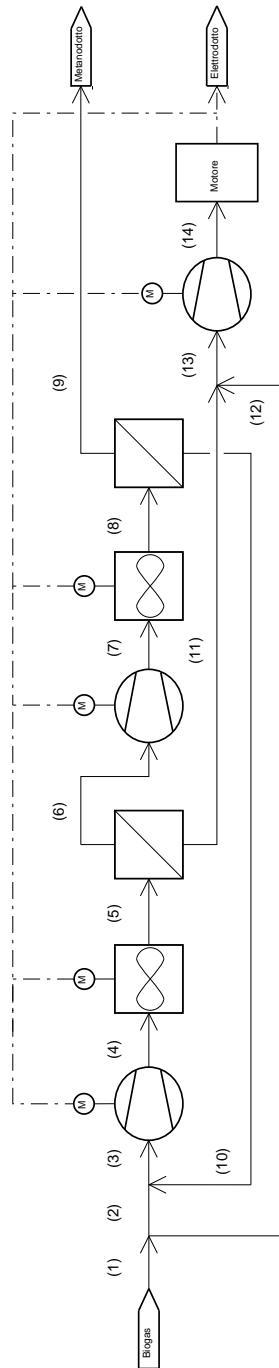 Biogas
(1)
(2)
(3)
(4)
(5)
(6)
(7)
(8)
(9)
(10)
(11)
(12)
(13)
(14)
M
M
M
M
M
Motore
Metanodotto
Elettrodotto